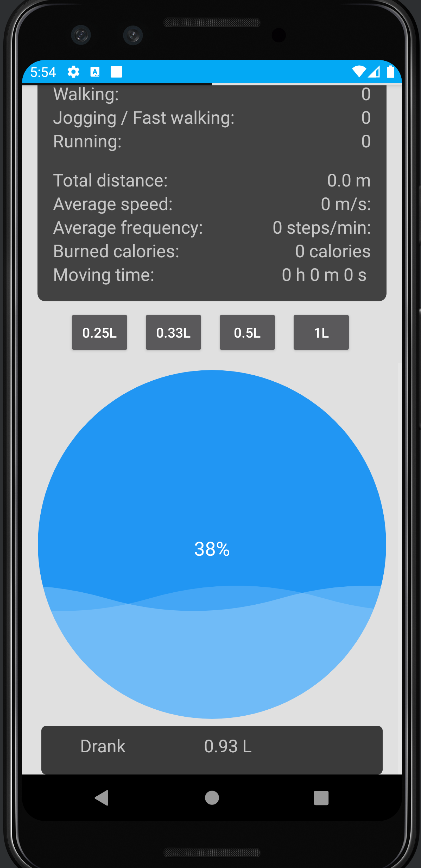 5:54
Walking: 0
Jogging / Fast walking: 0
Running: 0
Total distance: 0.0 m
Average speed: 0 m/s:
Average frequency: 0 steps/min:
Burned calories: 0 calories
Moving time: 0 h 0 m 0 s
0.25L 0.33L 0.5L 1L
38%
Drank 0.93 L